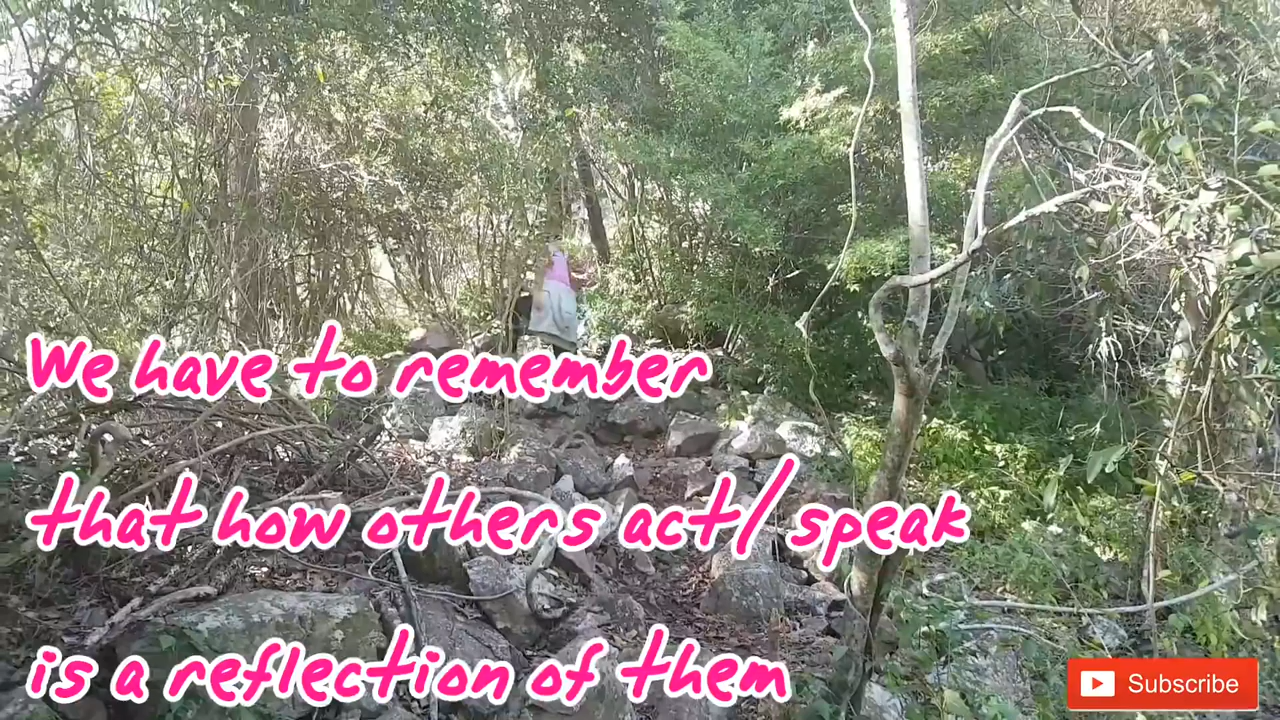 We have to remember
that how others act/ speak
is a reflection of them
Subscribe